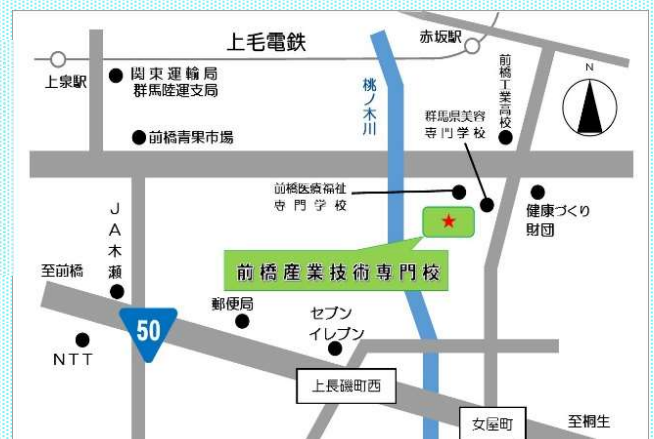 上毛電鉄
赤坂駅
上泉駅
関東運輸局
群馬陸運支局
前橋工業高校
N
桃ノ木川
群馬県美容
専門学校
前橋青果市場
前橋医療福祉
専門学校
健康づくり
財団
JA木瀬
前橋産業技術専門校
至前橋
郵便局
セブン
イレブン
50
NTT
上長磯町西
女屋町
至桐生